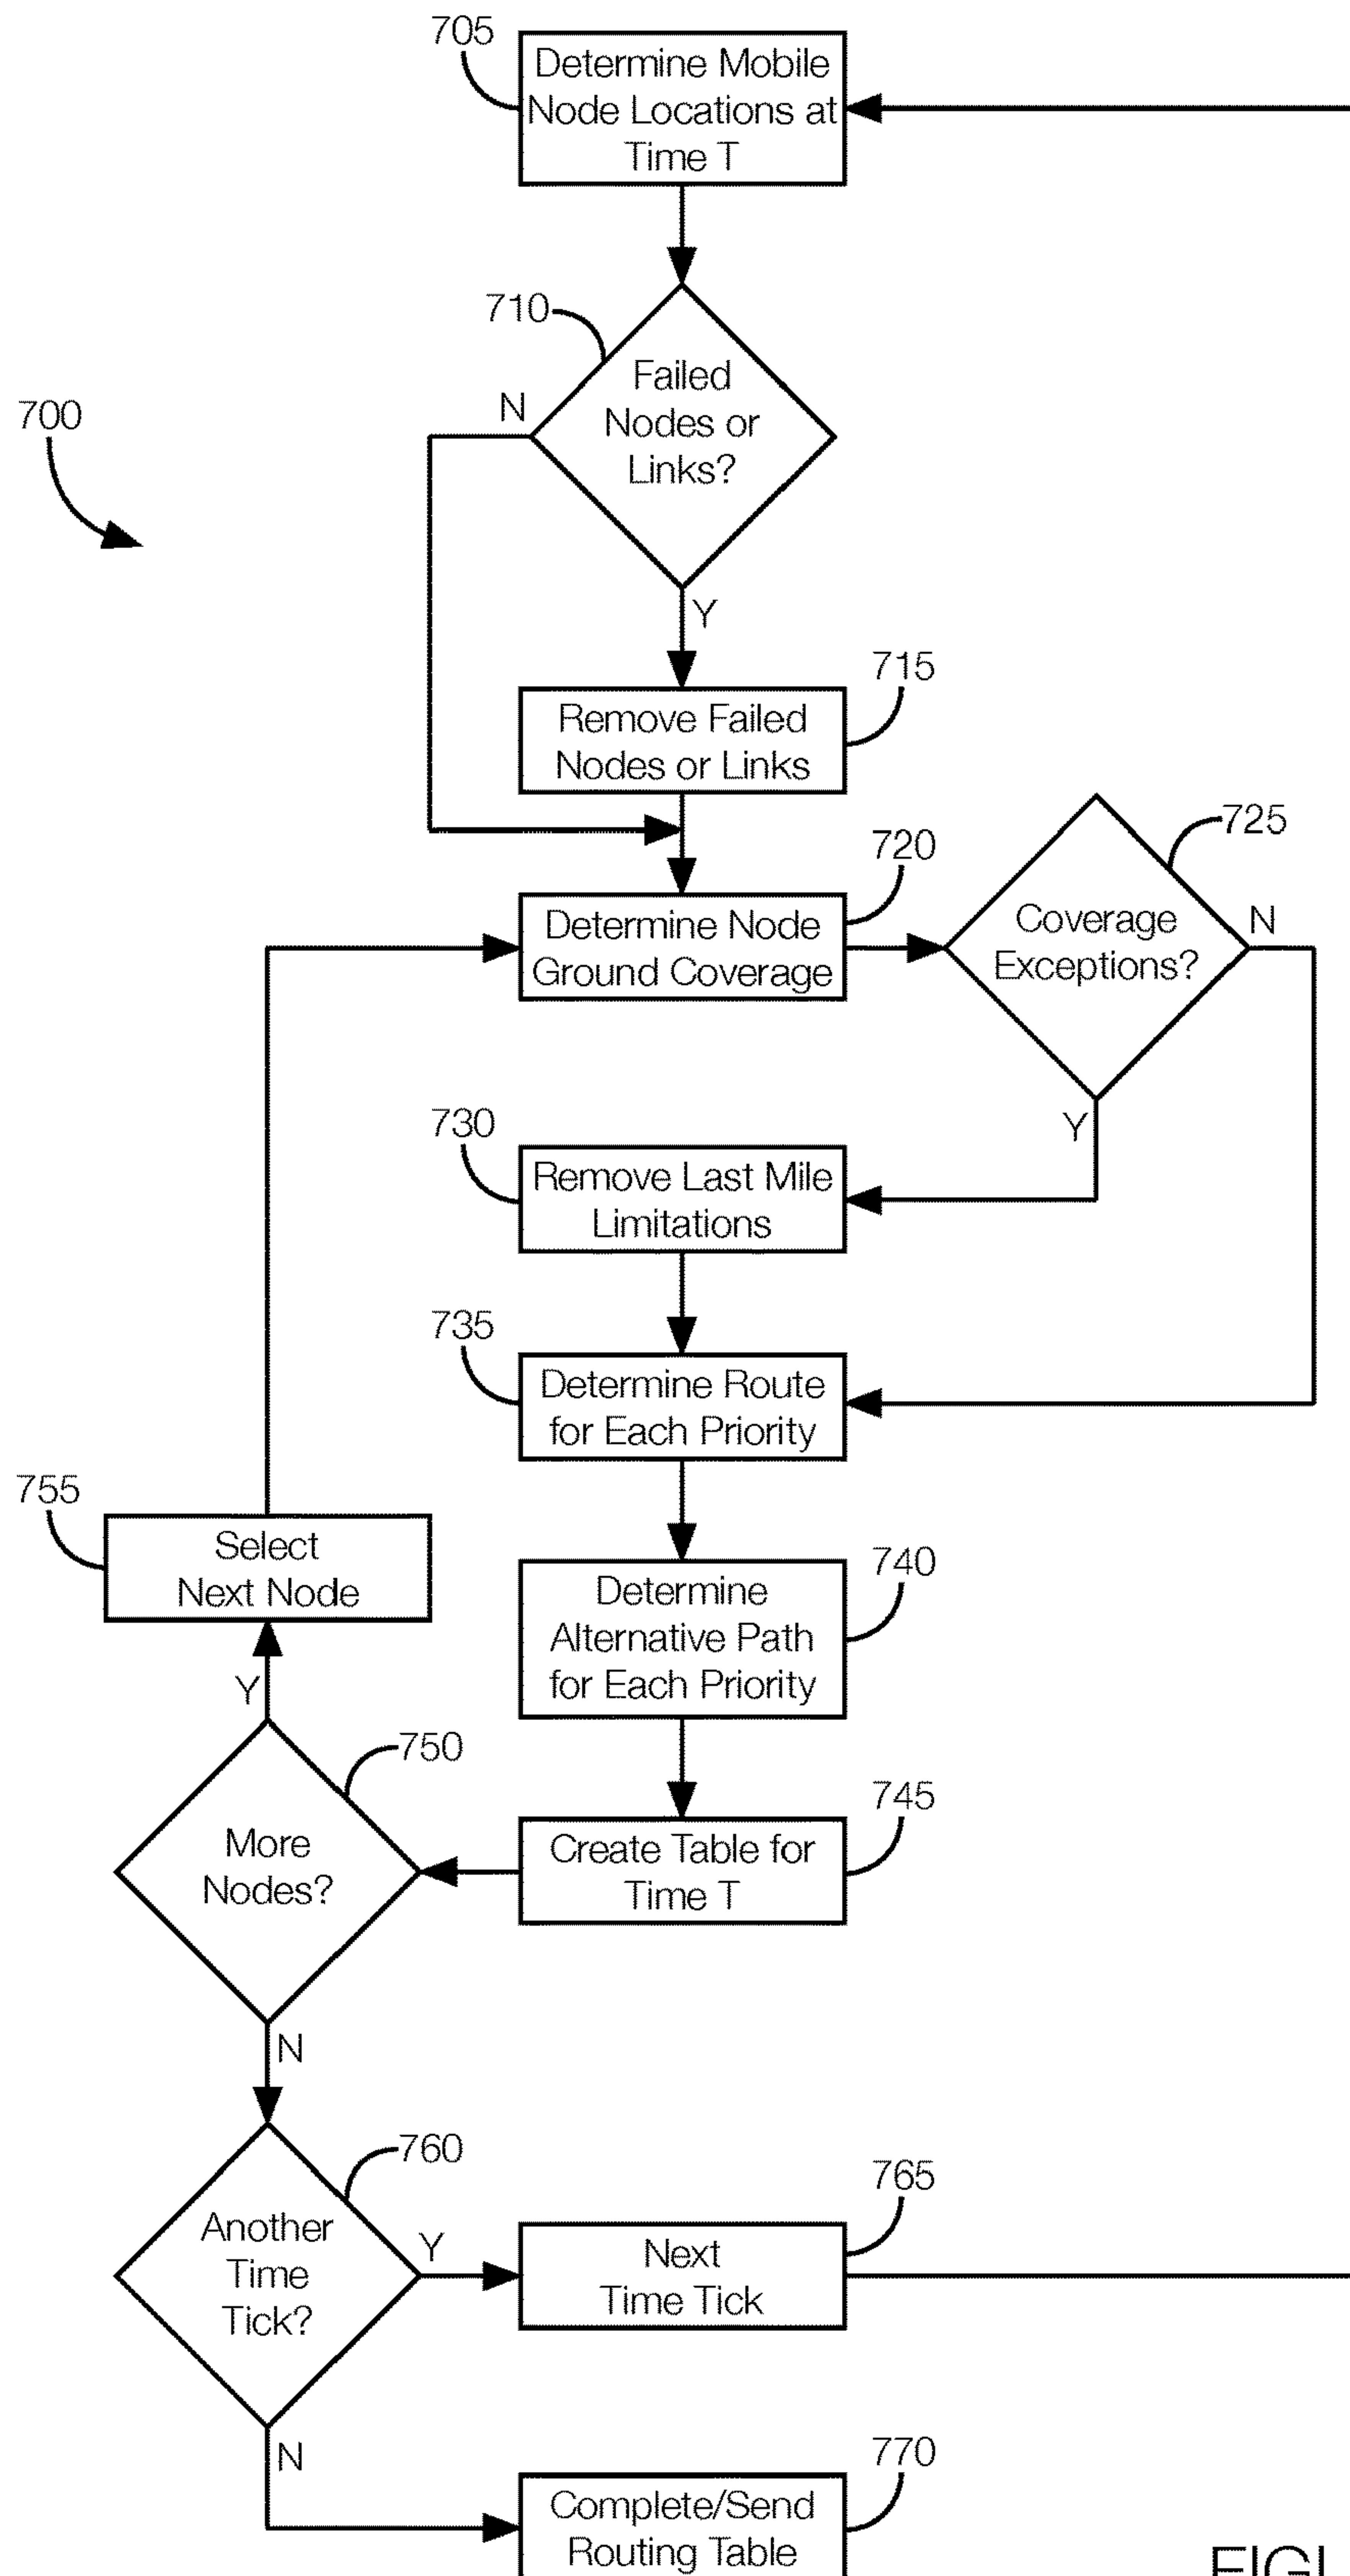 705
Determine Mobile
Node Locations at
Time T
710
Failed
Nodes or
Links?
N
Y
700
715
Remove Failed
Nodes or Links
720
Determine Node
Ground Coverage
725
Coverage
Exceptions?
N
Y
730
Remove Last Mile
Limitations
735
Determine Route
for Each Priority
755
Select
Next Node
740
Determine
Alternative Path
for Each Priority
Y
750
More
Nodes?
745
Create Table for
Time T
N
760
Another
Time
Tick?
Y
765
Next
Time Tick
N
770
Complete/Send
Routing Table